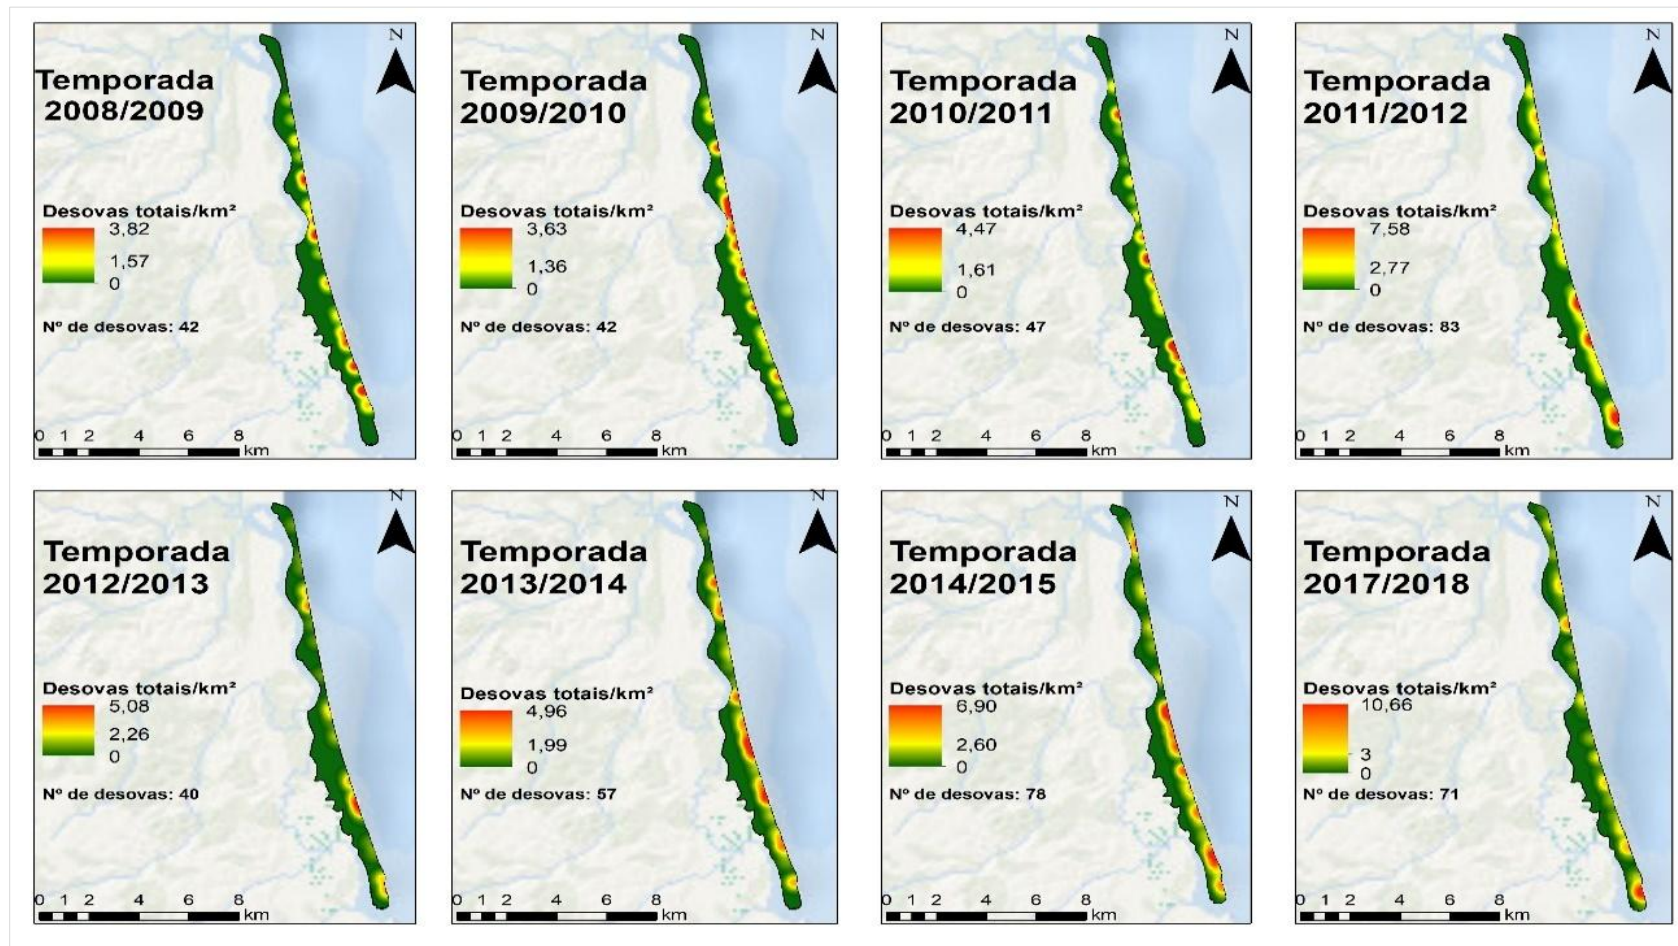 N
Temporada
2008/2009
Desovas totais/km²
3,82
1,57
0
Nº de desovas: 42
0 1 2 4 6 8
km
N
Temporada
2009/2010
Desovas totais/km²
3,63
1,36
0
Nº de desovas: 42
0 1 2 4 6 8
km
N
Temporada
2010/2011
Desovas totais/km²
4,47
1,61
0
Nº de desovas: 47
0 1 2 4 6 8
km
N
Temporada
2011/2012
Desovas totais/km²
7,58
2,77
0
Nº de desovas: 83
0 1 2 4 6 8
km
N
Temporada
2012/2013
Desovas totais/km²
5,08
2,26
0
Nº de desovas: 40
0 1 2 4 6 8
km
N
Temporada
2013/2014
Desovas totais/km²
4,96
1,99
0
Nº de desovas: 57
0 1 2 4 6 8
km
N
Temporada
2014/2015
Desovas totais/km²
6,90
2,60
0
Nº de desovas: 78
0 1 2 4 6 8
km
N
Temporada
2017/2018
Desovas totais/km²
10,66
3
0
Nº de desovas: 71
0 1 2 4 6 8
km